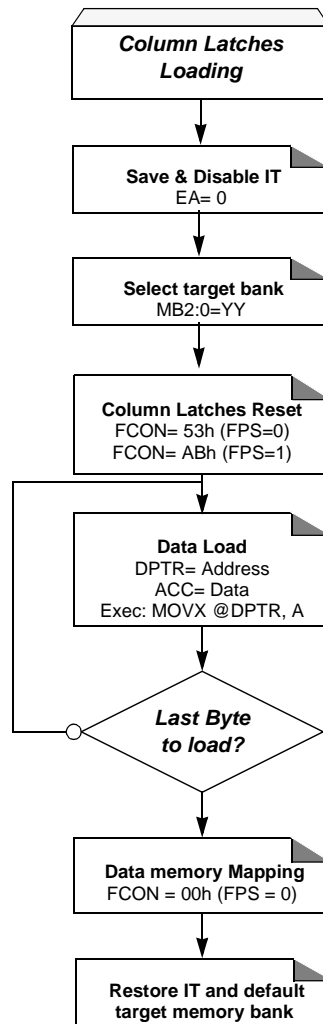 Column Latches
Loading
Save & Disable IT
EA= 0
Select target bank
MB2:0=YY
Column Latches Reset
FCON= 53h (FPS=0)
FCON= ABh (FPS=1)
Data Load
DPTR= Address
ACC= Data
Exec: MOVX @DPTR, A
Last Byte
to load?
Data memory Mapping
FCON = 00h (FPS = 0)
Restore IT and default
target memory bank